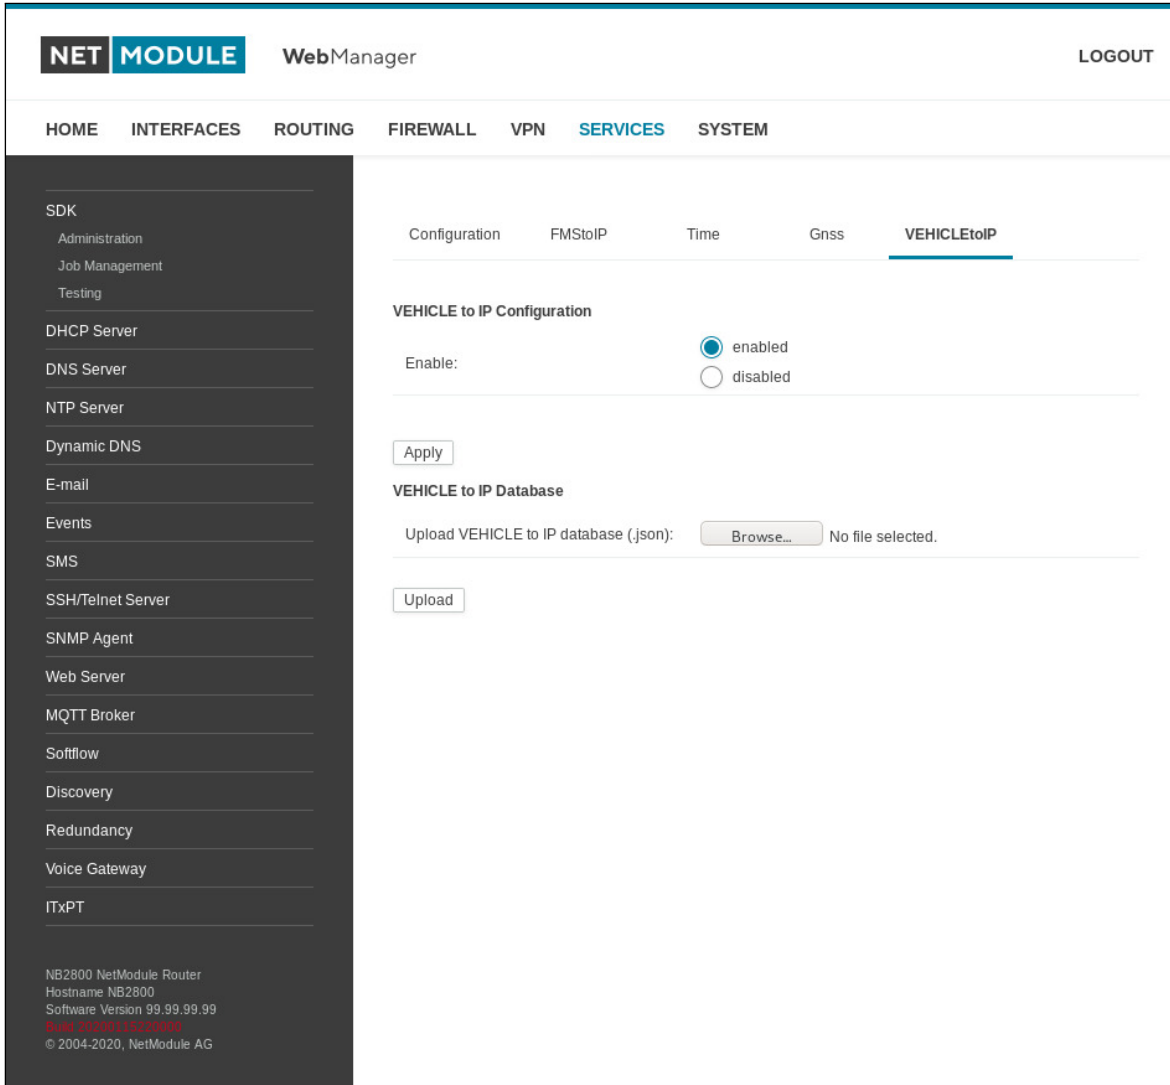 NET MODULE WebManager LOGOUT
HOME INTERFACES ROUTING FIREWALL VPN SERVICES SYSTEM
SDK
Administration
Job Management
Testing
DHCP Server
DNS Server
NTP Server
Dynamic DNS
E-mail
Events
SMS
SSH/Telnet Server
SNMP Agent
Web Server
MQTT Broker
Softflow
Discovery
Redundancy
Voice Gateway
ITxPT
NB2800 NetModule Router
Hostname NB2800
Software Version 99.99.99.99
Build
© 2004-2020, NetModule AG
Configuration FMStoIP Time Gnss VEHICLEtoIP
VEHICLE to IP Configuration
Enable:
enabled
disabled
Apply
VEHICLE to IP Database
Upload VEHICLE to IP database (.json): Browse... No file selected.
Upload